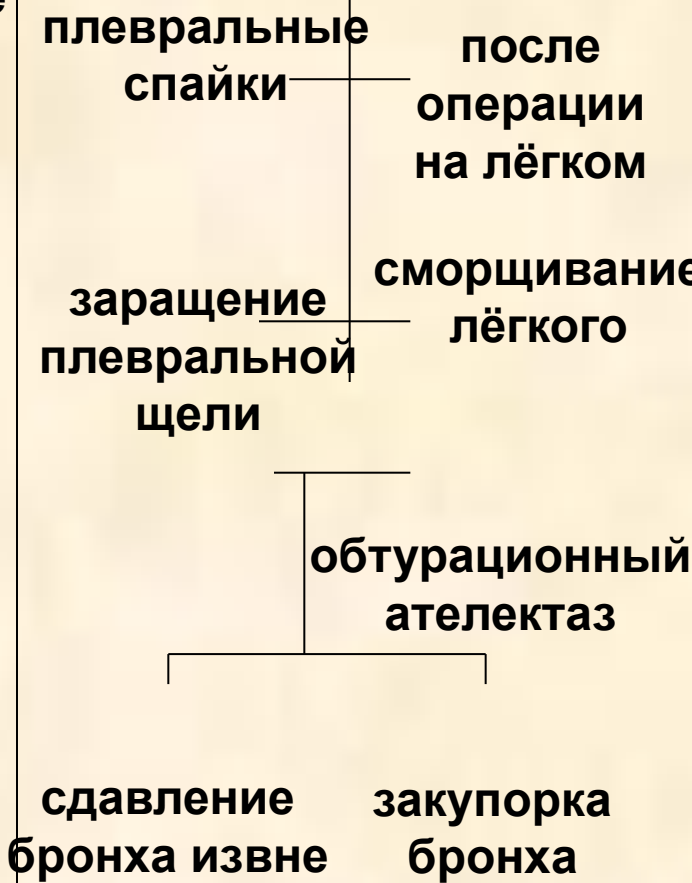 плевральные
спайки
после
операции
на лёгком
заращение
плевральной
щели
сморщивание
лёгкого
обтурационный
ателектаз
сдавление
бронха извне
закупорка
бронха